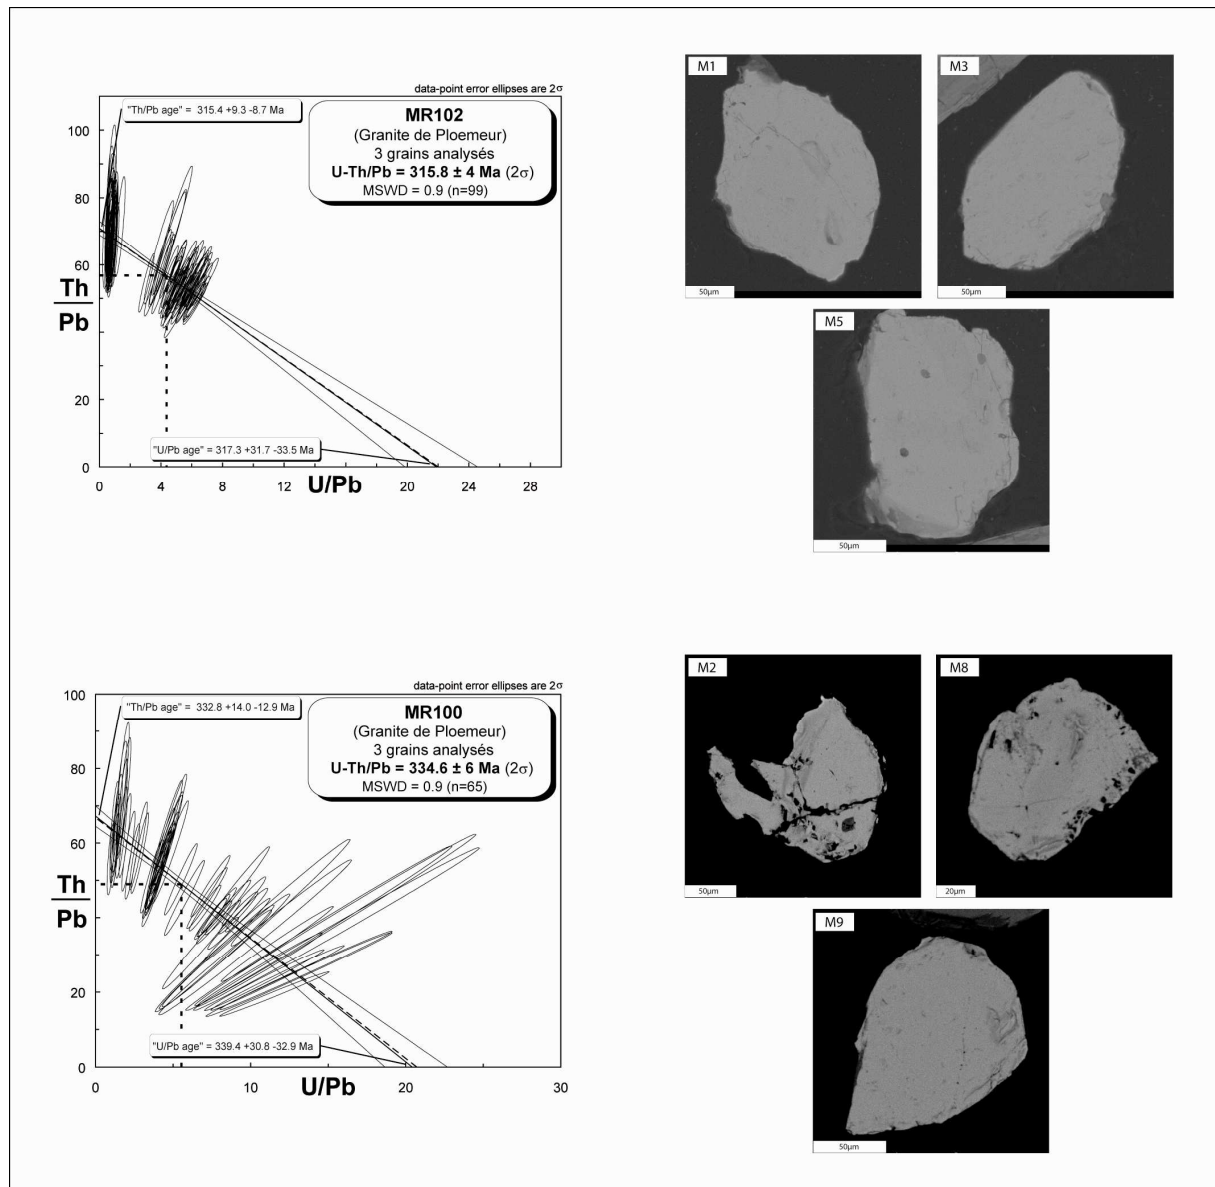 data-point error ellipses are 2σ
"Th/Pb age" = 315.4 +9.3 -8.7 Ma
MR102
(Granite de Ploemeur)
3 grains analysés
U-Th/Pb = 315.8 ± 4 Ma (2σ)
MSWD = 0.9 (n=99)
100
80
60
Th
Pb
40
20
0
"U/Pb age" = 317.3 +31.7 -33.5 Ma
0 4 8 12 16 20 24 28
U/Pb
M1
50µm
M3
50µm
M5
50µm
data-point error ellipses are 2σ
"Th/Pb age" = 332.8 +14.0 -12.9 Ma
MR100
(Granite de Ploemeur)
3 grains analysés
U-Th/Pb = 334.6 ± 6 Ma (2σ)
MSWD = 0.9 (n=65)
100
80
60
Th
Pb
40
20
0
"U/Pb age" = 339.4 +30.8 -32.9 Ma
0 10 20 30
U/Pb
M2
50µm
M8
20µm
M9
50µm